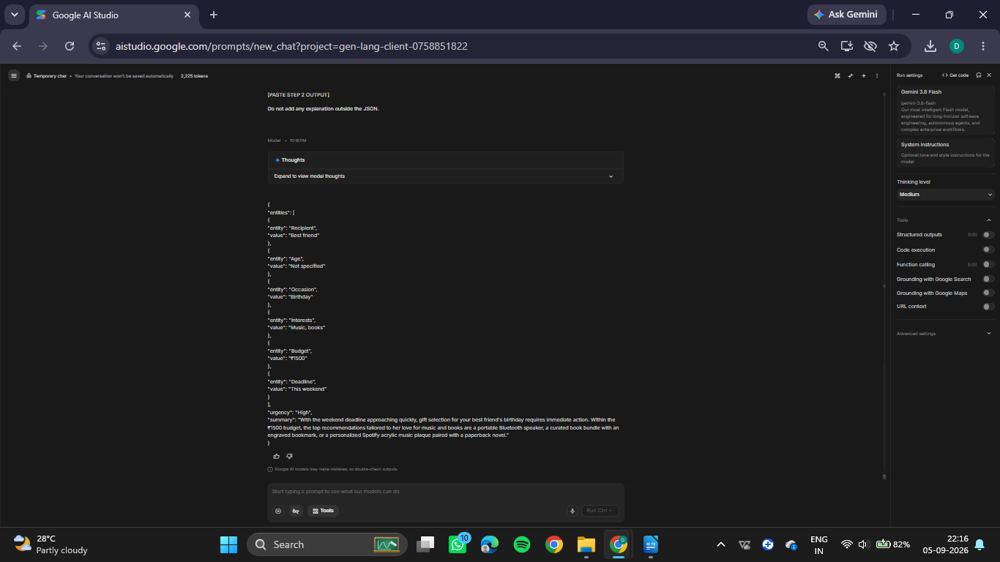 Google AI Studio
Ask Gemini
aistudio.google.com/prompts/new_chat?project=gen-lang-client-0758851822
D
Temporary chat • Your conversation won't be saved automatically 2,225 tokens
[PASTE STEP 2 OUTPUT]
Do not add any explanation outside the JSON.
Model • 10:16 PM
Thoughts
Expand to view model thoughts
{
"entities": [
{
"entity": "Recipient",
"value": "Best friend"
},
{
"entity": "Age",
"value": "Not specified"
},
{
"entity": "Occasion",
"value": "Birthday"
},
{
"entity": "Interests",
"value": "Music, books"
},
{
"entity": "Budget",
"value": "₹1500"
},
{
"entity": "Deadline",
"value": "This weekend"
}
],
"urgency": "High",
"summary": "With the weekend deadline approaching quickly, gift selection for your best friend's birthday requires immediate action. Within the
₹1500 budget, the top recommendations tailored to her love for music and books are a portable Bluetooth speaker, a curated book bundle with an
engraved bookmark, or a personalized Spotify acrylic music plaque paired with a paperback novel."
}
Google AI models may make mistakes, so double-check outputs.
Start typing a prompt to see what our models can do
Tools
Run Ctrl
Run settings
Get code
Gemini 3.8 Flash
gemini-3.8-flash
Our most intelligent Flash model,
engineered for long-horizon software
engineering, autonomous agents, and
complex enterprise workflows.
System instructions
Optional tone and style instructions for the
model
Thinking level
Medium
Tools
Structured outputs Edit
Code execution
Function calling Edit
Grounding with Google Search
Grounding with Google Maps
URL context
Advanced settings
28°C
Partly cloudy
Search
10
D
ENG
IN
82%
22:16
05-09-2026